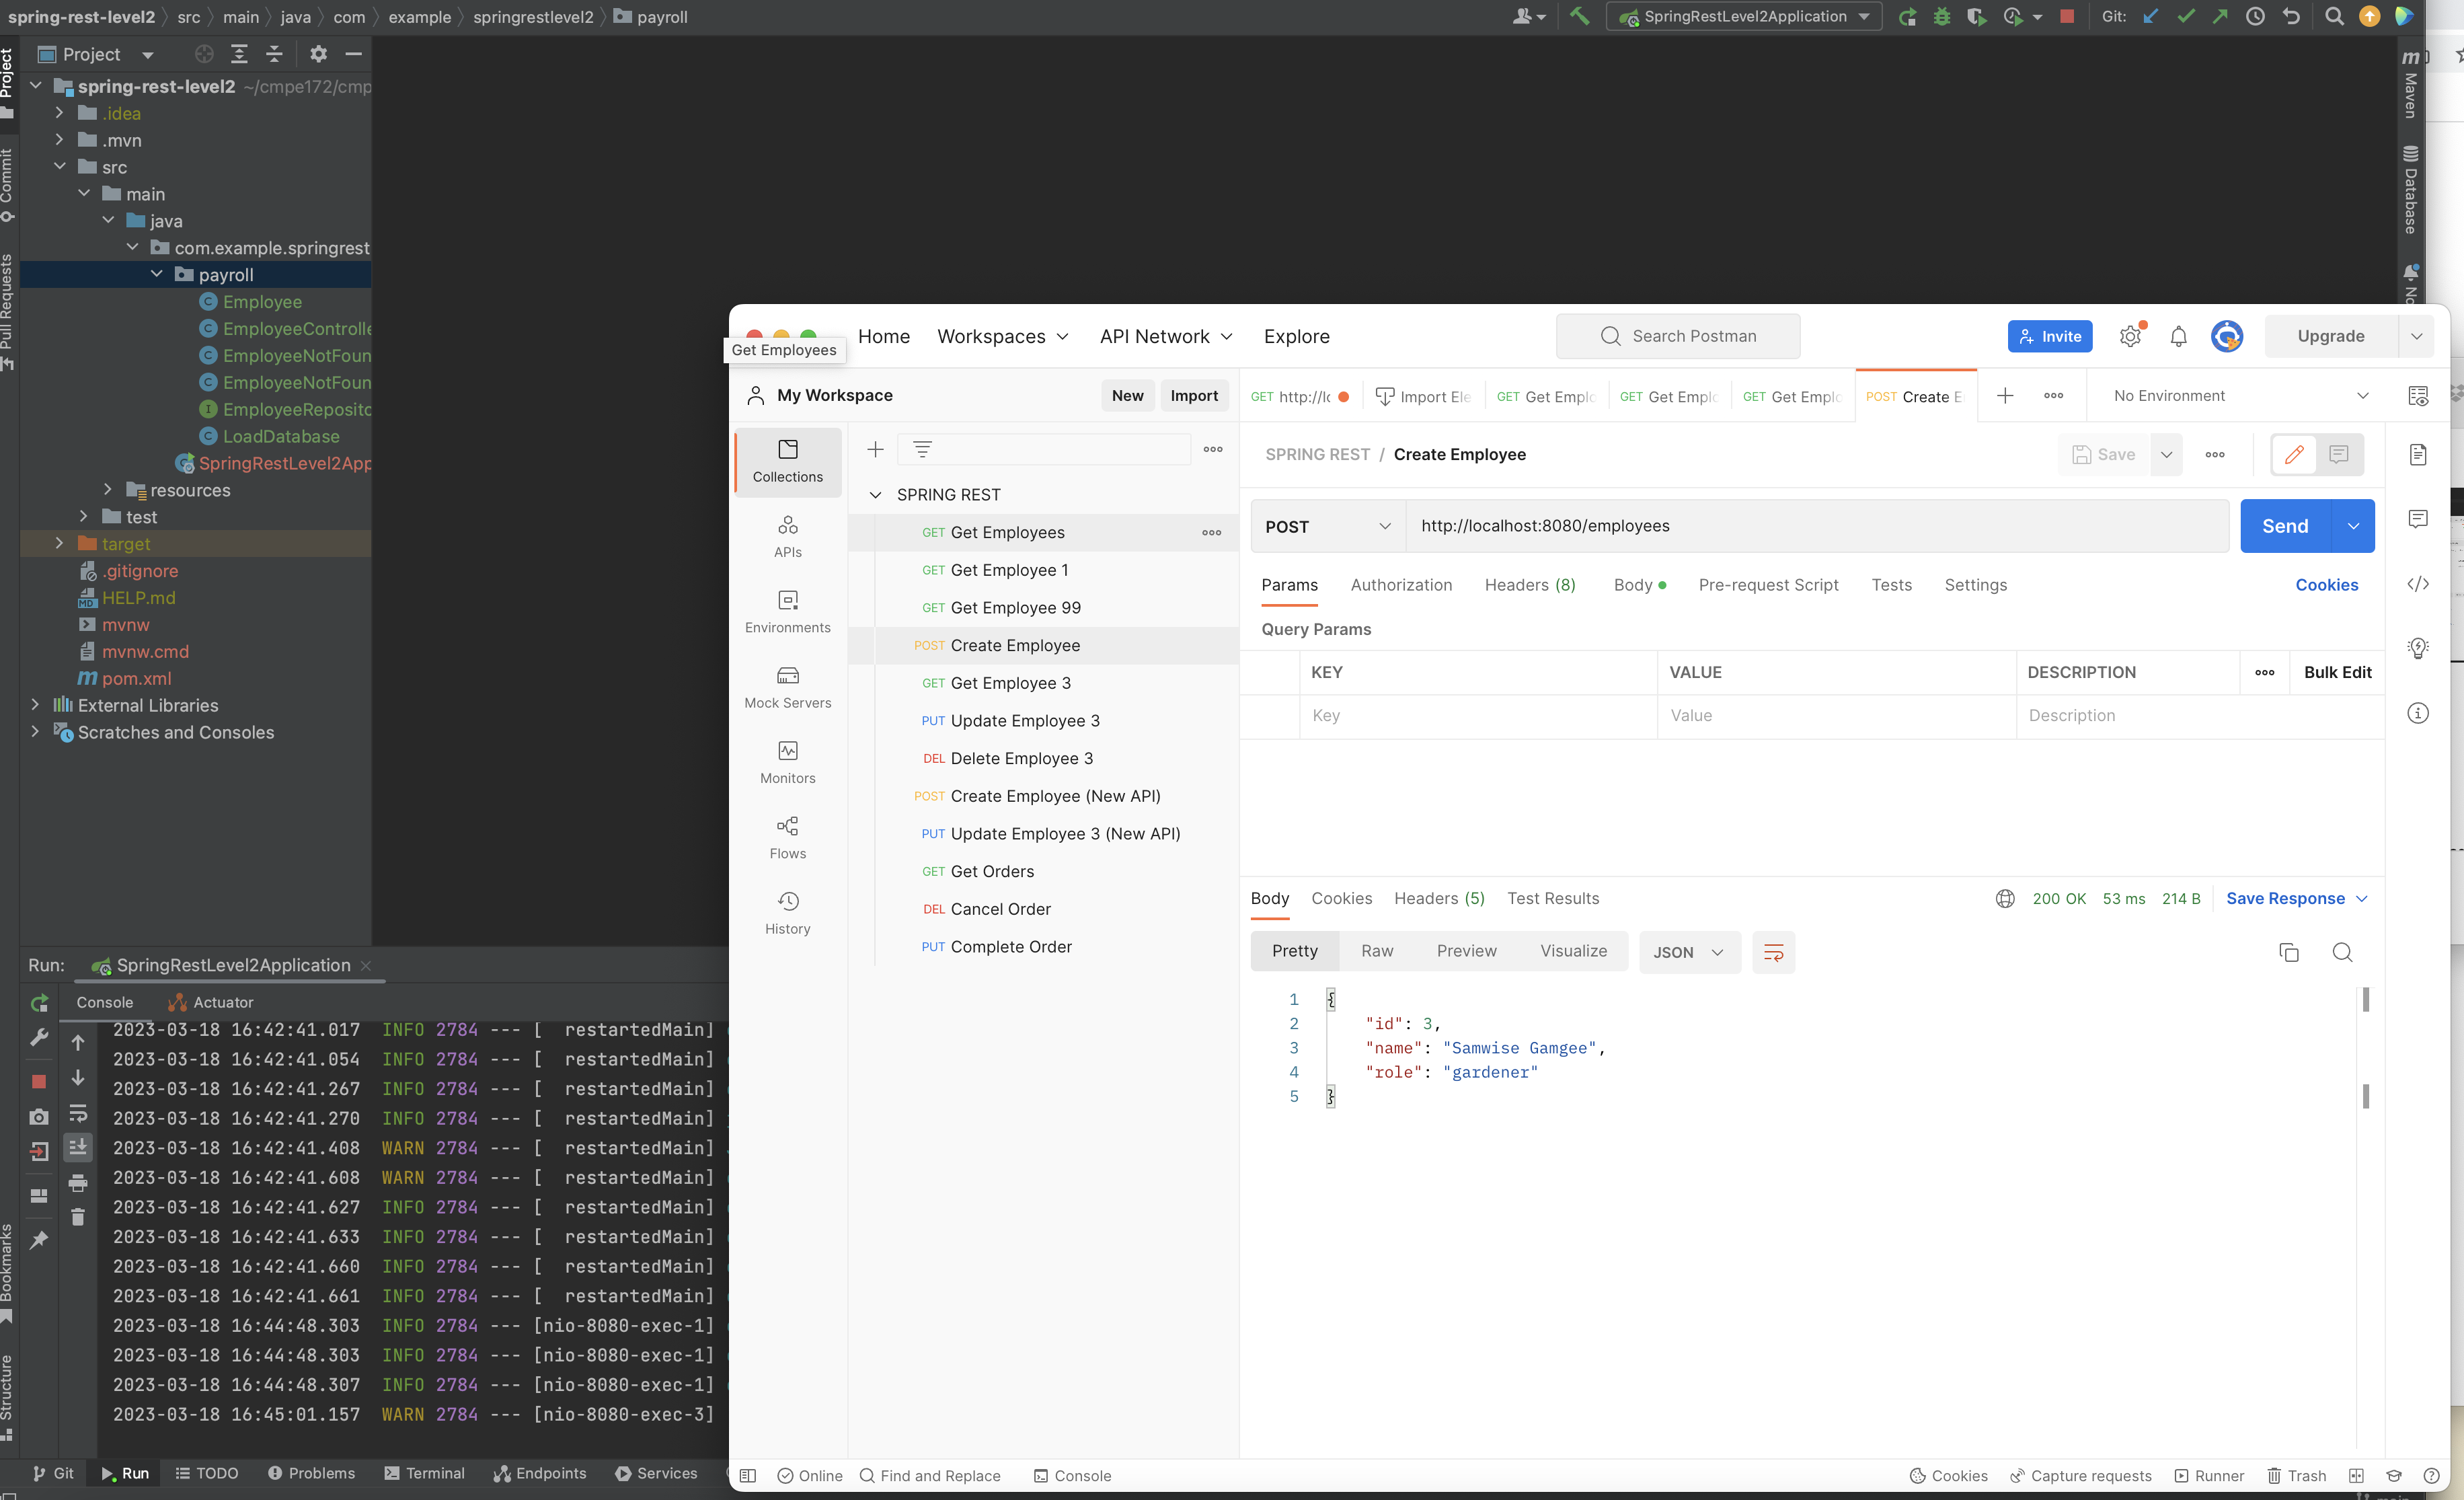 spring-rest-level2 src main java com example springrestlevel2 payroll
SpringRestLevel2Application Git:
Project
Project
Commit
Pull Requests
Bookmarks
Structure
spring-rest-level2 ~/cmpe172/cmp
.idea
.mvn
src
main
java
com.example.springrest
payroll
Employee
EmployeeControlle
EmployeeNotFoun
EmployeeNotFoun
EmployeeReposito
LoadDatabase
SpringRestLevel2App
resources
test
target
.gitignore
HELP.md
mvnw
mvnw.cmd
pom.xml
External Libraries
Scratches and Consoles
Maven
Database
Run: SpringRestLevel2Application
Console Actuator
2023-03-18 16:42:41.017 INFO 2784 --- [ restartedMain]
2023-03-18 16:42:41.054 INFO 2784 --- [ restartedMain]
2023-03-18 16:42:41.267 INFO 2784 --- [ restartedMain]
2023-03-18 16:42:41.270 INFO 2784 --- [ restartedMain]
2023-03-18 16:42:41.408 WARN 2784 --- [ restartedMain]
2023-03-18 16:42:41.608 WARN 2784 --- [ restartedMain]
2023-03-18 16:42:41.627 INFO 2784 --- [ restartedMain]
2023-03-18 16:42:41.633 INFO 2784 --- [ restartedMain]
2023-03-18 16:42:41.660 INFO 2784 --- [ restartedMain]
2023-03-18 16:42:41.661 INFO 2784 --- [ restartedMain]
2023-03-18 16:44:48.303 INFO 2784 --- [nio-8080-exec-1]
2023-03-18 16:44:48.303 INFO 2784 --- [nio-8080-exec-1]
2023-03-18 16:44:48.307 INFO 2784 --- [nio-8080-exec-1]
2023-03-18 16:45:01.157 WARN 2784 --- [nio-8080-exec-3]
Git Run TODO Problems Terminal Endpoints Services
Get Employees
Home Workspaces API Network Explore Search Postman Invite Upgrade
My Workspace New Import
GET http://lo Import Ele GET Get Emplo GET Get Emplo GET Get Emplo POST Create E No Environment
Collections
APIs
Environments
Mock Servers
Monitors
Flows
History
SPRING REST
GET Get Employees
GET Get Employee 1
GET Get Employee 99
POST Create Employee
GET Get Employee 3
PUT Update Employee 3
DEL Delete Employee 3
POST Create Employee (New API)
PUT Update Employee 3 (New API)
GET Get Orders
DEL Cancel Order
PUT Complete Order
SPRING REST / Create Employee Save
POST http://localhost:8080/employees Send
Params Authorization Headers (8) Body Pre-request Script Tests Settings Cookies
Query Params
KEY VALUE DESCRIPTION Bulk Edit
Key Value Description
Body Cookies Headers (5) Test Results 200 OK 53 ms 214 B Save Response
Pretty Raw Preview Visualize JSON
1 {
2 "id": 3,
3 "name": "Samwise Gamgee",
4 "role": "gardener"
5 }
Online Find and Replace Console Cookies Capture requests Runner Trash